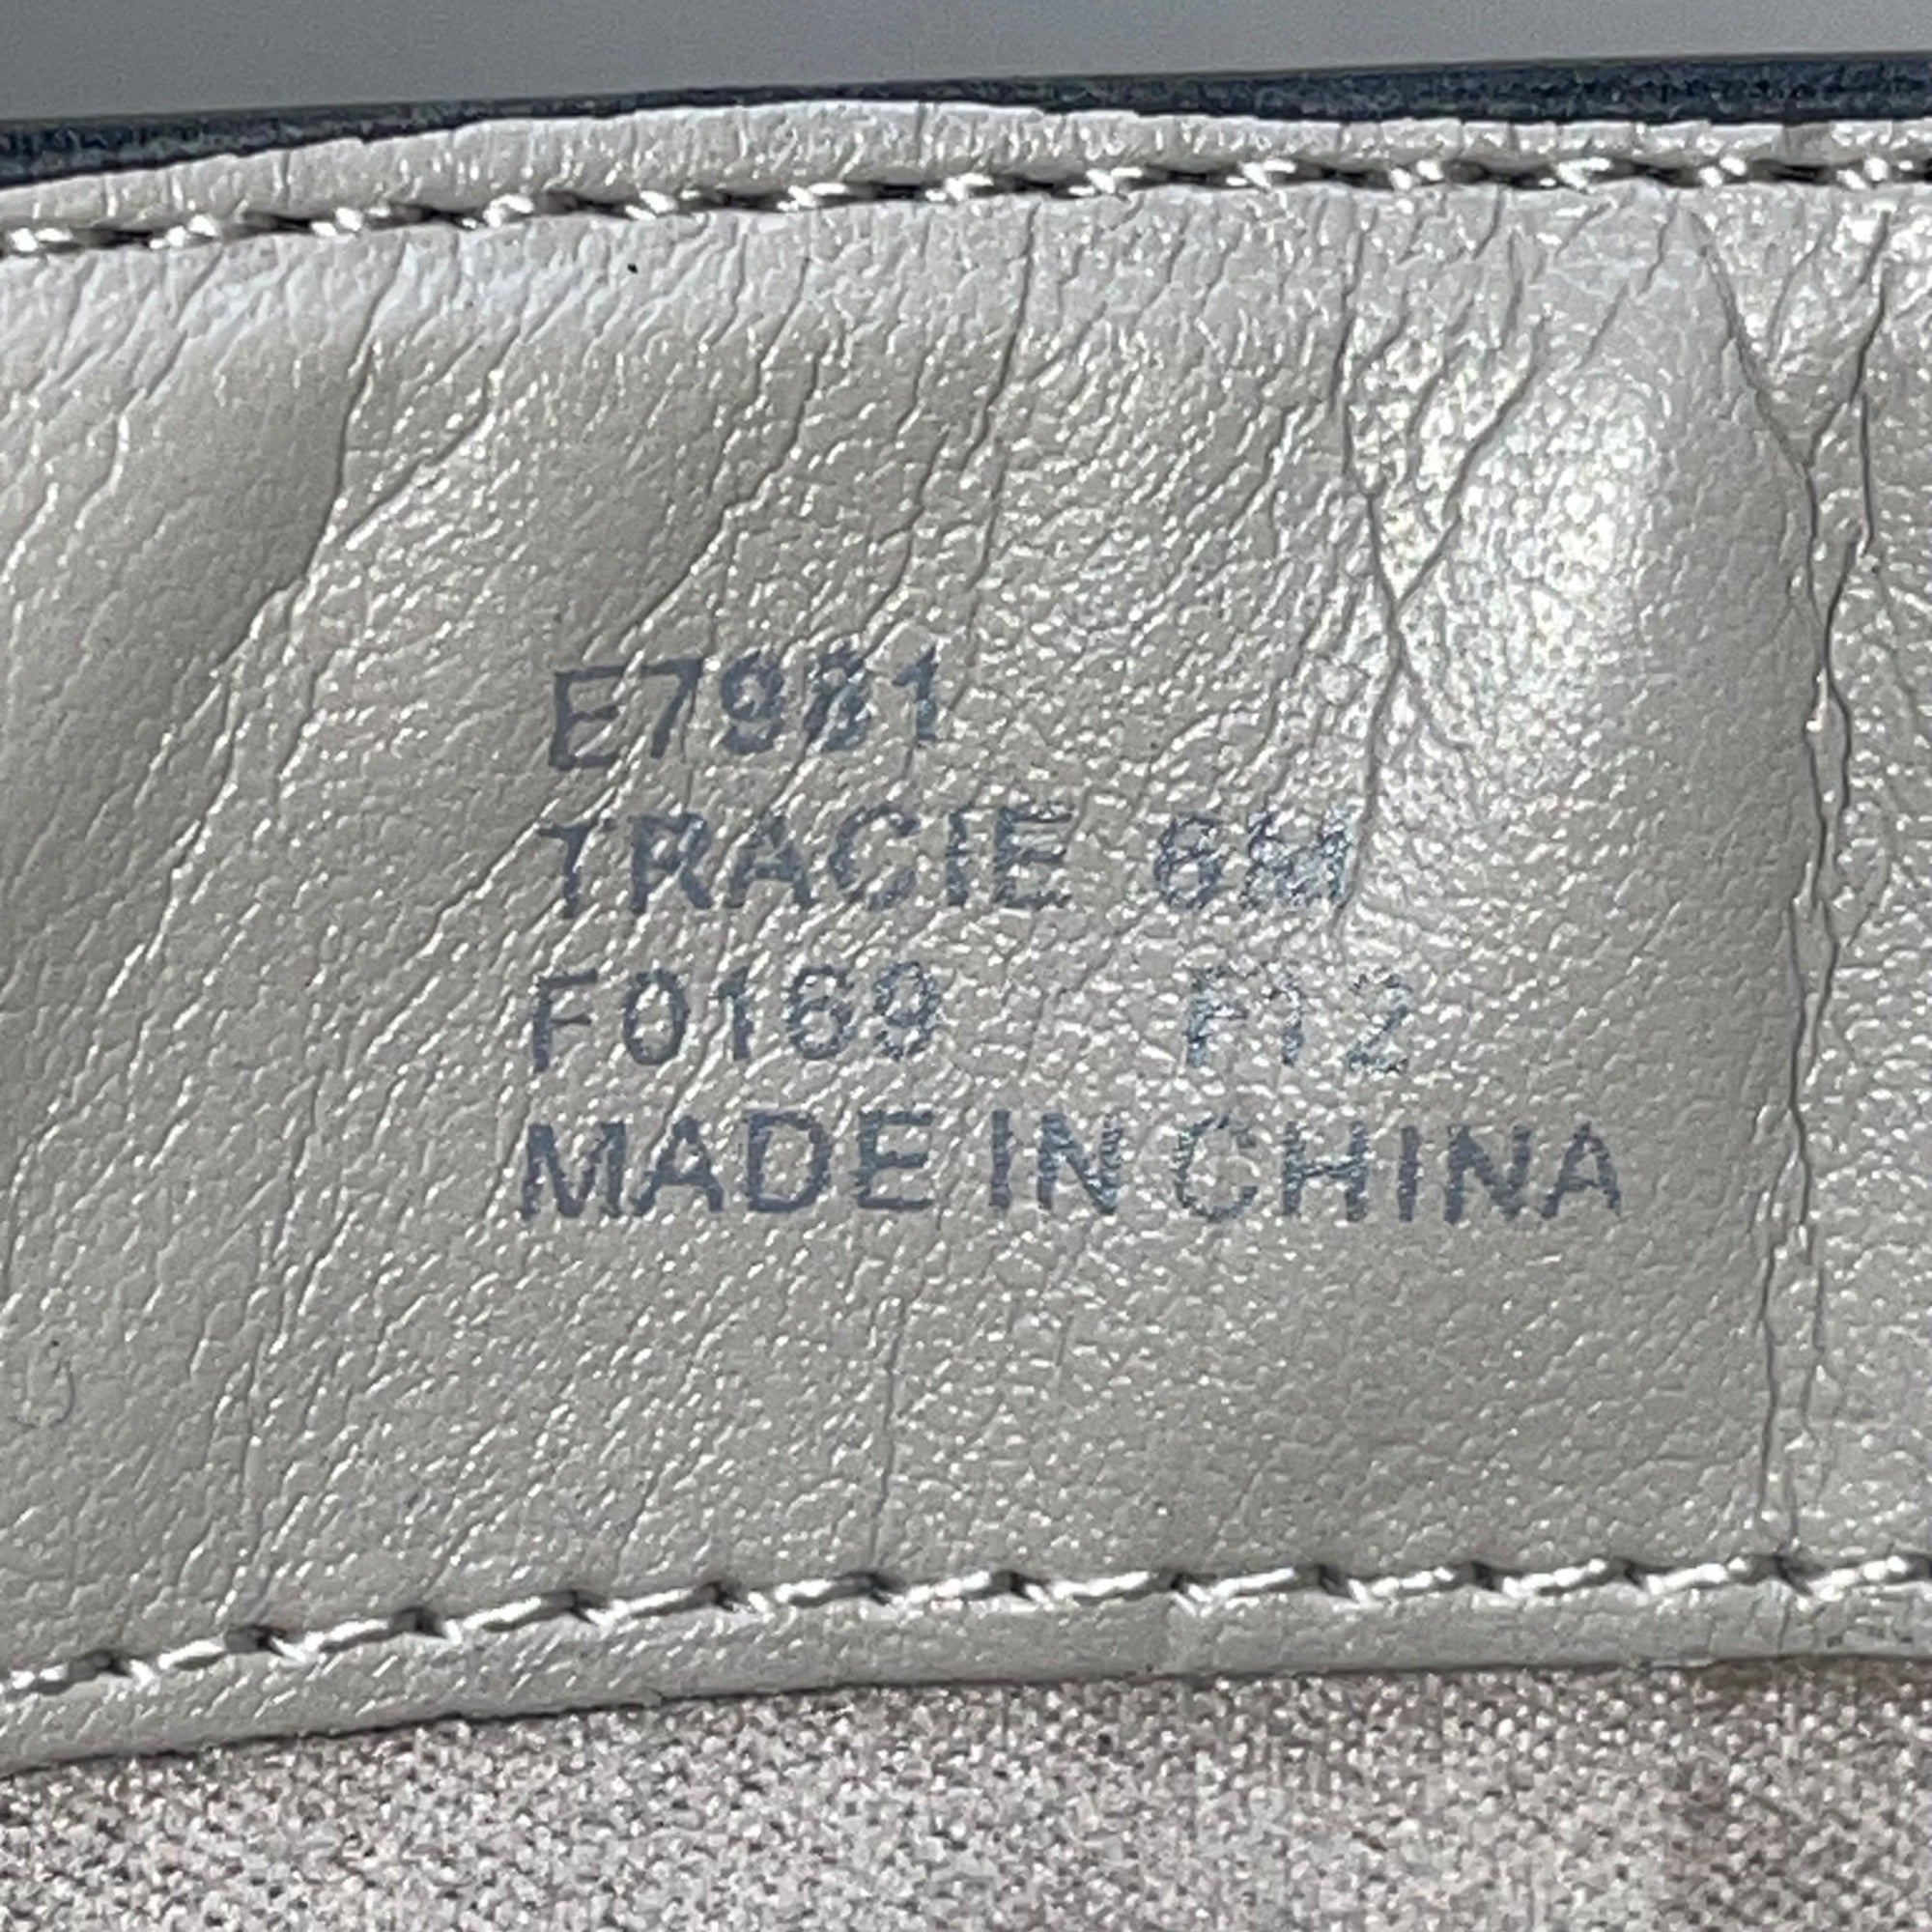 E7981
TRACIE 6M
F0169 F12
MADE IN CHINA